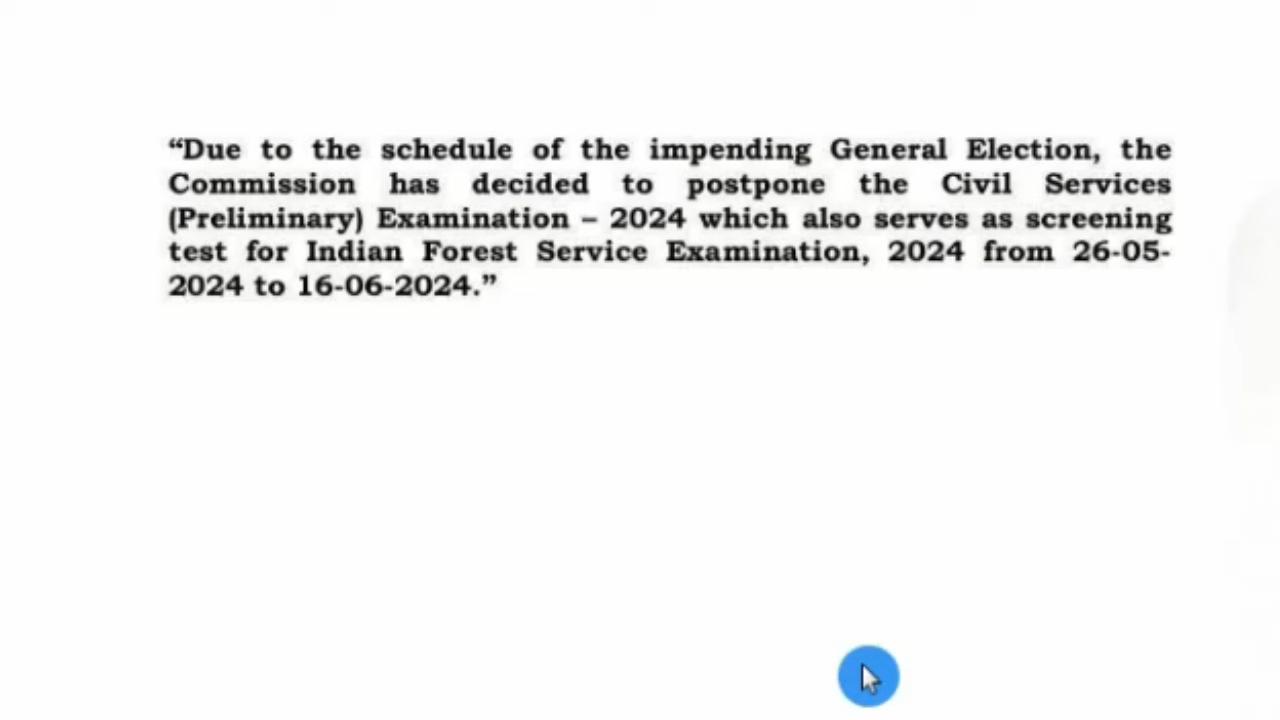 “Due to the schedule of the impending General Election, the
Commission has decided to postpone the Civil Services
(Preliminary) Examination – 2024 which also serves as screening
test for Indian Forest Service Examination, 2024 from 26-05-
2024 to 16-06-2024.”